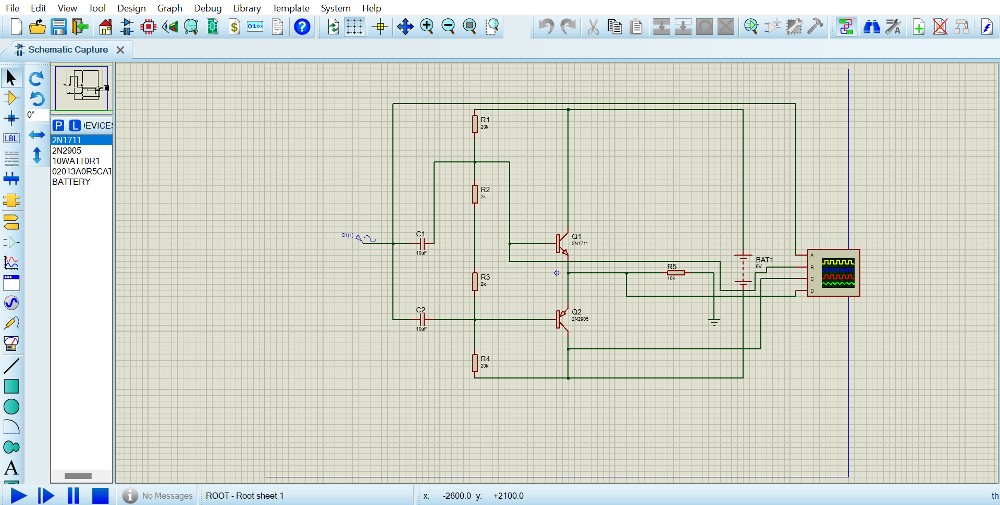 File Edit View Tool Design Graph Debug Library Template System Help
Schematic Capture
0°
P L DEVICES
2N1711
2N2905
10WATT0R1
02013A0R5CAT
BATTERY
LBL
A
R1
20k
R2
2k
C1(1)
C1
10uF
Q1
2N1711
BAT1
9V
A
B
C
D
R5
10k
R3
2k
C2
10uF
Q2
2N2905
R4
20k
No Messages
ROOT - Root sheet 1
x: -2600.0 y: +2100.0
th